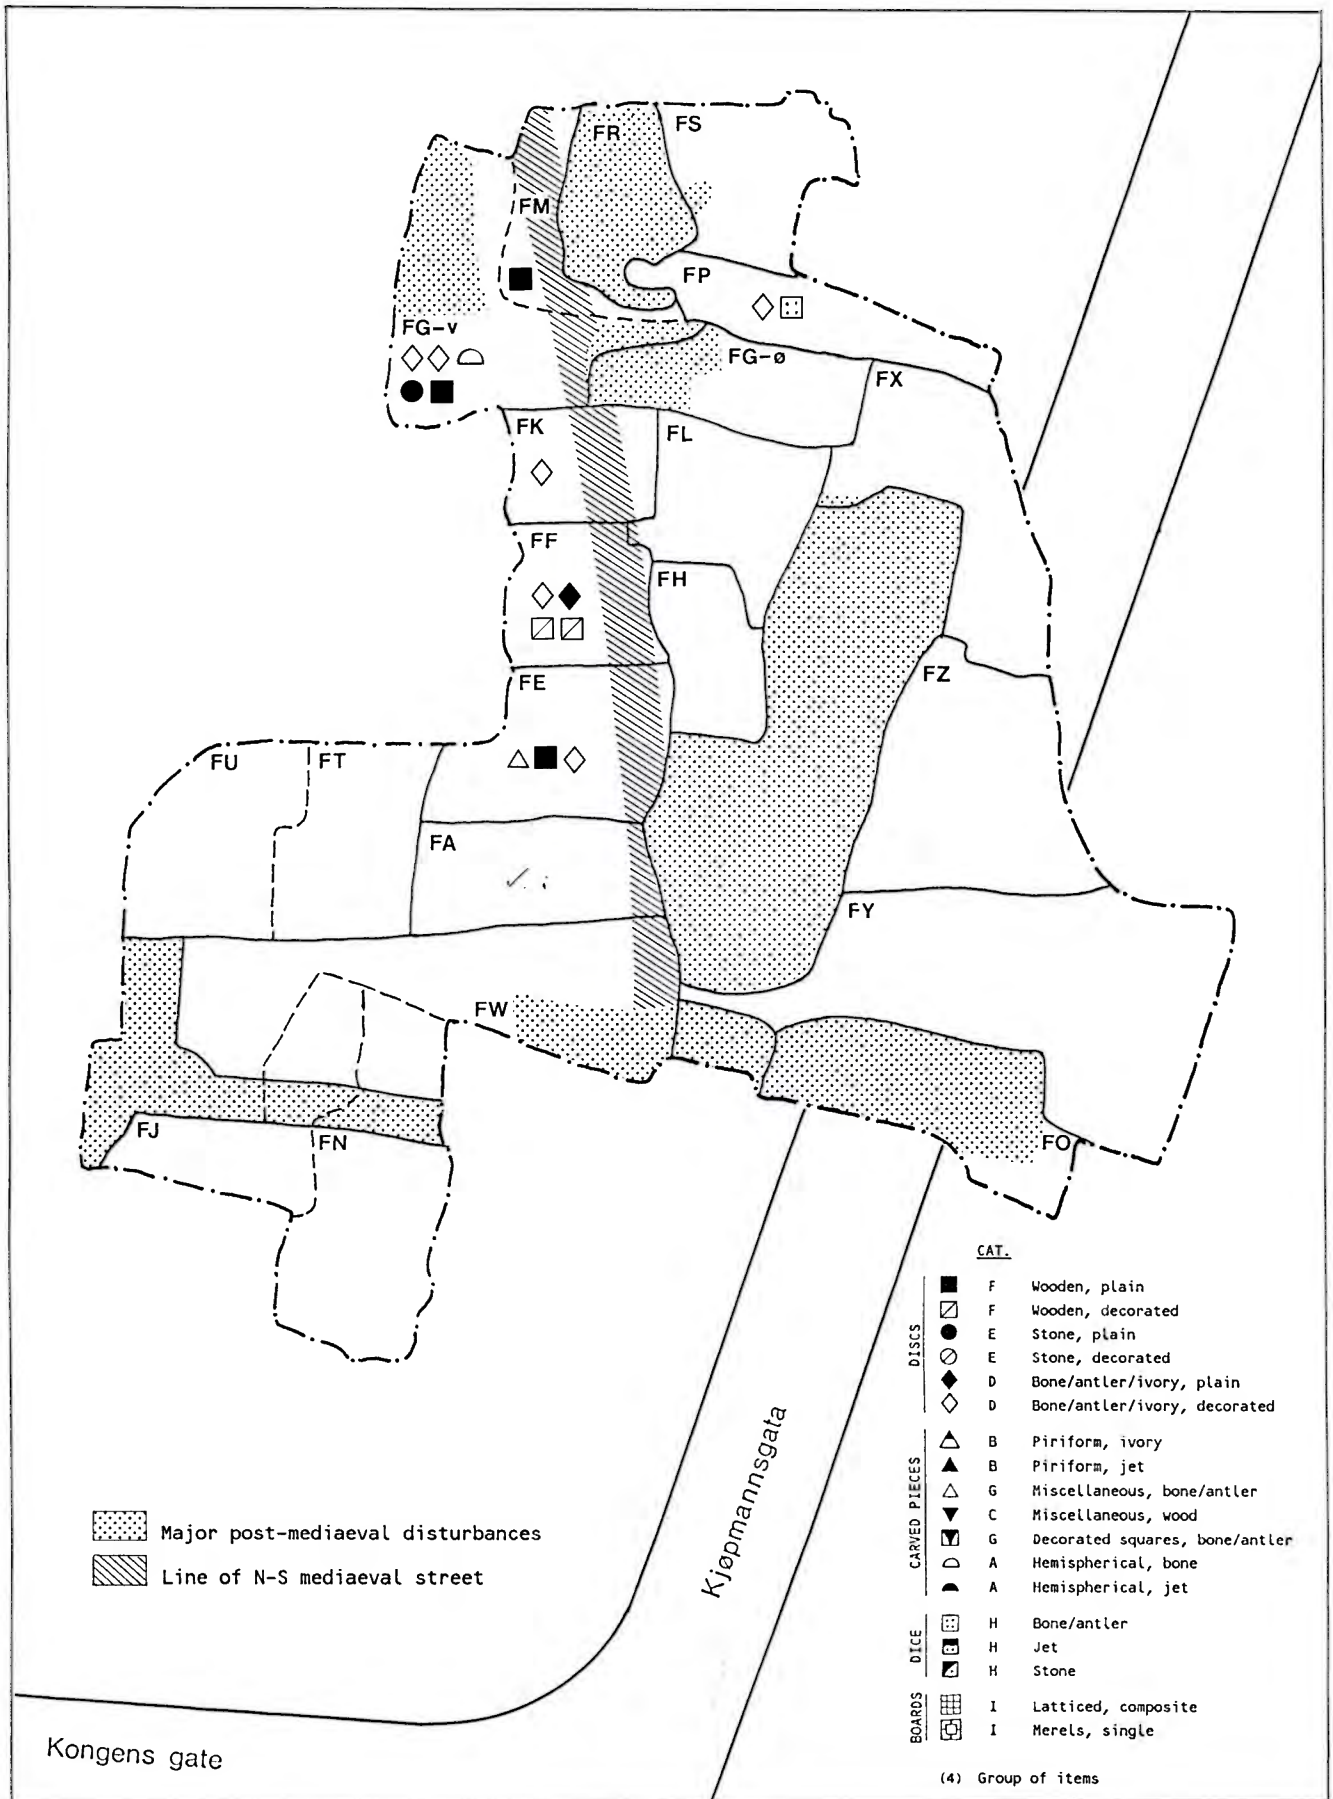 FR
FS
FM
FP
FG-v
FG-ø
FX
FK
FL
FF
FH
FE
FZ
FU
FT
FA
FY
FW
FJ
FN
FO
CAT.
DISCS
F Wooden, plain
F Wooden, decorated
E Stone, plain
E Stone, decorated
D Bone/antler/ivory, plain
D Bone/antler/ivory, decorated
CARVED PIECES
B Piriform, ivory
B Piriform, jet
G Miscellaneous, bone/antler
C Miscellaneous, wood
G Decorated squares, bone/antler
A Hemispherical, bone
A Hemispherical, jet
DICE
H Bone/antler
H Jet
H Stone
BOARDS
I Latticed, composite
I Merels, single
(4) Group of items
Major post-mediaeval disturbances
Line of N-S mediaeval street
Kjøpmannsgata
Kongens gate